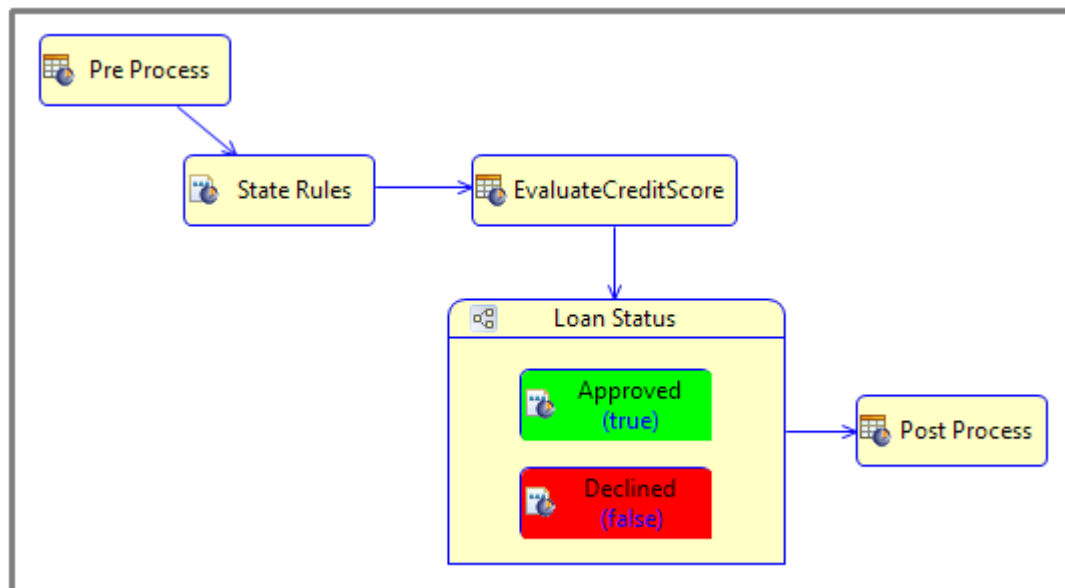 Pre Process
State Rules
EvaluateCreditScore
Loan Status
Approved
(true)
Post Process
Declined
(false)